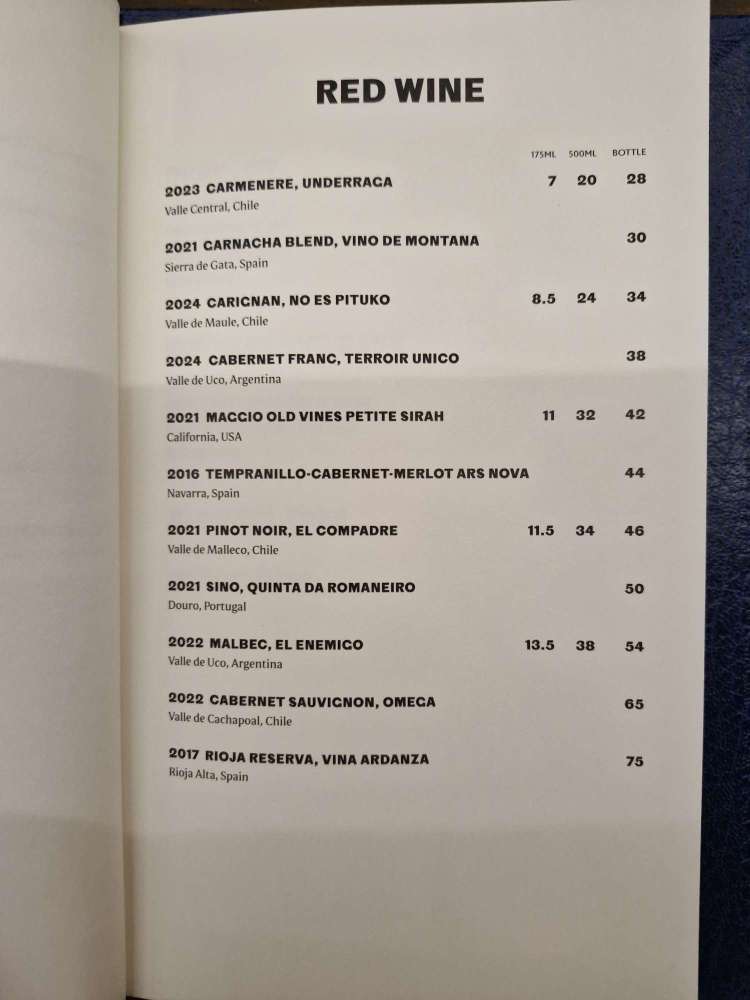 RED WINE
175ML 500ML BOTTLE
2023 CARMENERE, UNDERRAGA 7 20 28
Valle Central, Chile
2021 GARNACHA BLEND, VINO DE MONTANA 30
Sierra de Gata, Spain
2024 CARIGNAN, NO ES PITUKO 8.5 24 34
Valle de Maule, Chile
2024 CABERNET FRANC, TERROIR UNICO 38
Valle de Uco, Argentina
2021 MAGGIO OLD VINES PETITE SIRAH 11 32 42
California, USA
2016 TEMPRANILLO-CABERNET-MERLOT ARS NOVA 44
Navarra, Spain
2021 PINOT NOIR, EL COMPADRE 11.5 34 46
Valle de Malleco, Chile
2021 SINO, QUINTA DA ROMANEIRO 50
Douro, Portugal
2022 MALBEC, EL ENEMIGO 13.5 38 54
Valle de Uco, Argentina
2022 CABERNET SAUVIGNON, OMEGA 65
Valle de Cachapoal, Chile
2017 RIOJA RESERVA, VINA ARDANZA 75
Rioja Alta, Spain